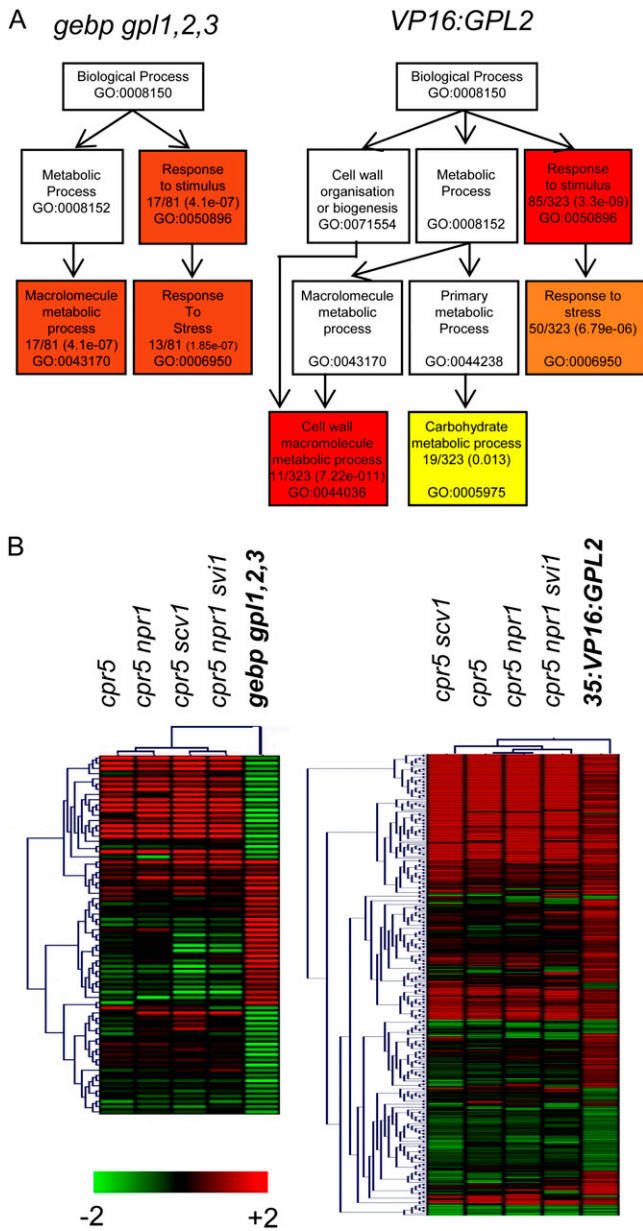 A
gebp gpl1,2,3
VP16:GPL2
Biological Process
GO:0008150
Metabolic
Process
GO:0008152
Response
to stimulus
17/81 (4.1e-07)
GO:0050896
Macrolomecule
metabolic
process
17/81 (4.1e-07)
GO:0043170
Response
To
Stress
13/81 (1.85e-07)
GO:0006950
Biological Process
GO:0008150
Cell wall
organisation
or biogenesis
GO:0071554
Metabolic
Process
GO:0008152
Response
to stimulus
85/323 (3.3e-09)
GO:0050896
Macrolomecule
metabolic
process
GO:0043170
Primary
metabolic
Process
GO:0044238
Response to
stress
50/323 (6.79e-06)
GO:0006950
Cell wall
macromolecule
metabolic process
11/323 (7.22e-011)
GO:0044036
Carbohydrate
metabolic process
19/323 (0.013)
GO:0005975
B
cpr5
cpr5 npr1
cpr5 scv1
cpr5 npr1 svi1
gebp gpl1,2,3
cpr5 scv1
cpr5
cpr5 npr1
cpr5 npr1 svi1
35:VP16:GPL2
-2
+2